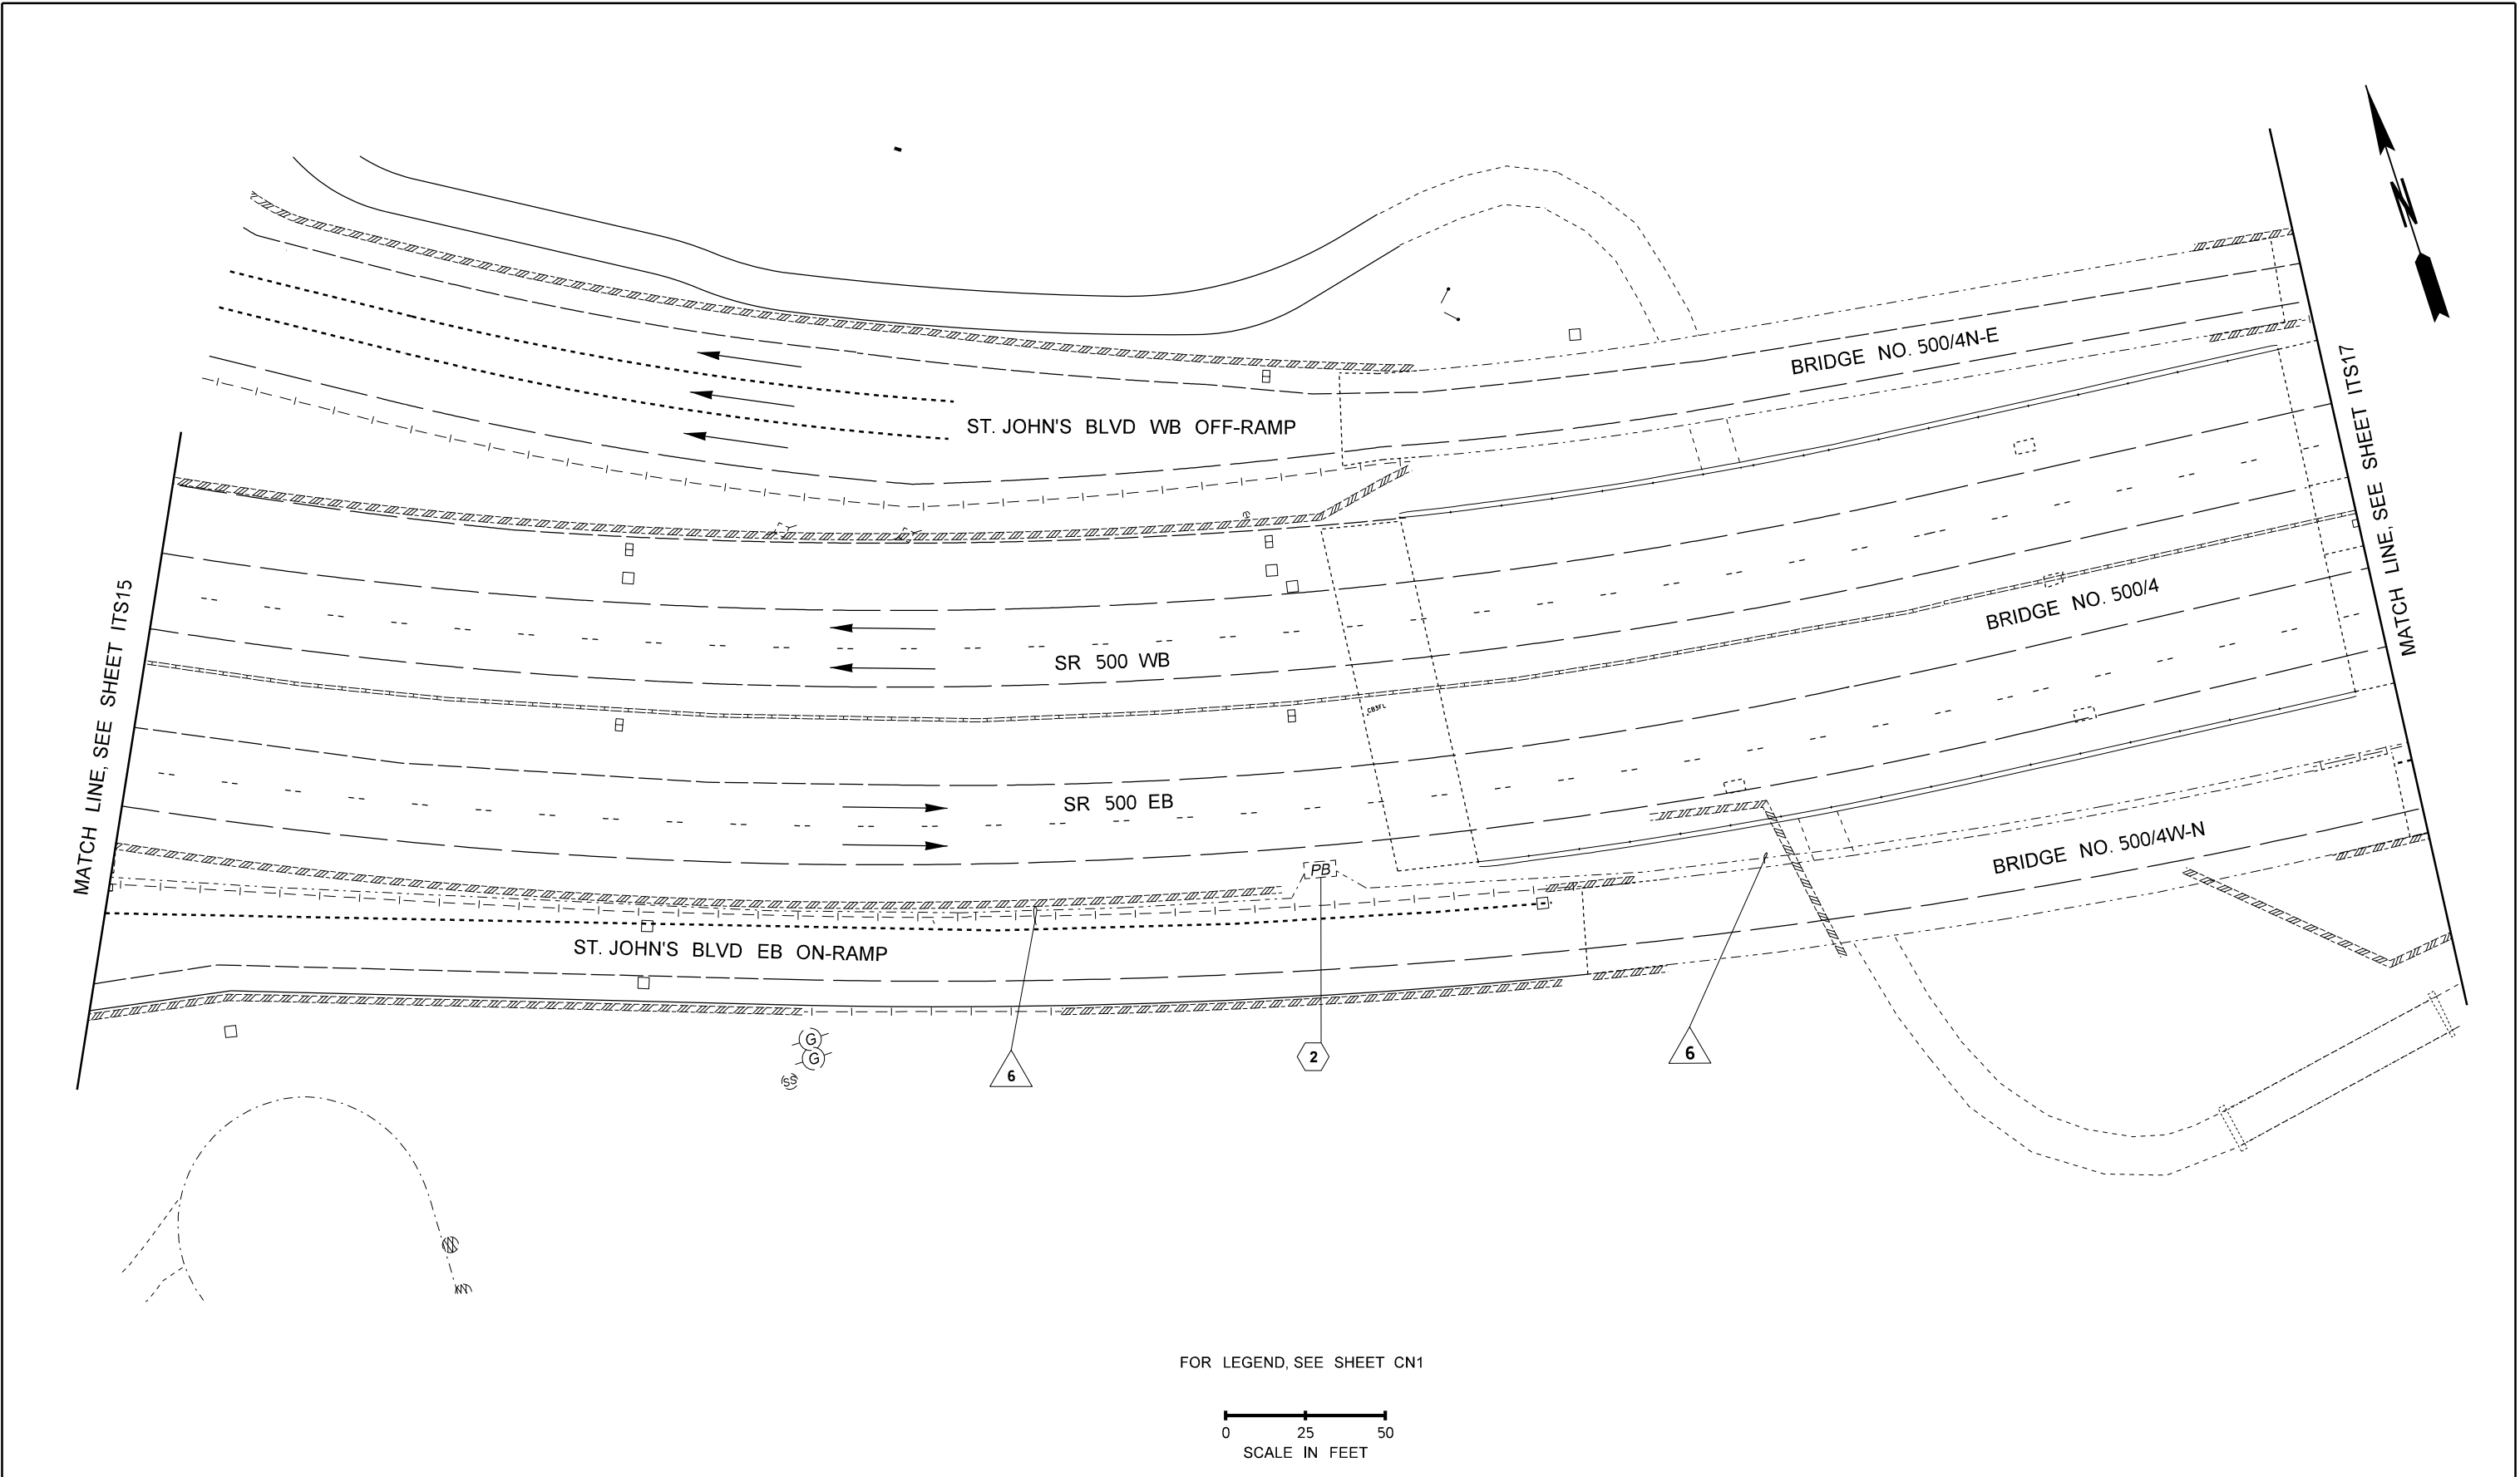 N
BRIDGE NO. 500/4N-E
MATCH LINE, SEE SHEET ITS17
ST. JOHN'S BLVD WB OFF-RAMP
MATCH LINE, SEE SHEET ITS15
BRIDGE NO. 500/4
SR 500 WB
CB3FL
SR 500 EB
BRIDGE NO. 500/4W-N
PB
ST. JOHN'S BLVD EB ON-RAMP
G
G
SS
6
2
6
FOR LEGEND, SEE SHEET CN1
0 25 50
SCALE IN FEET